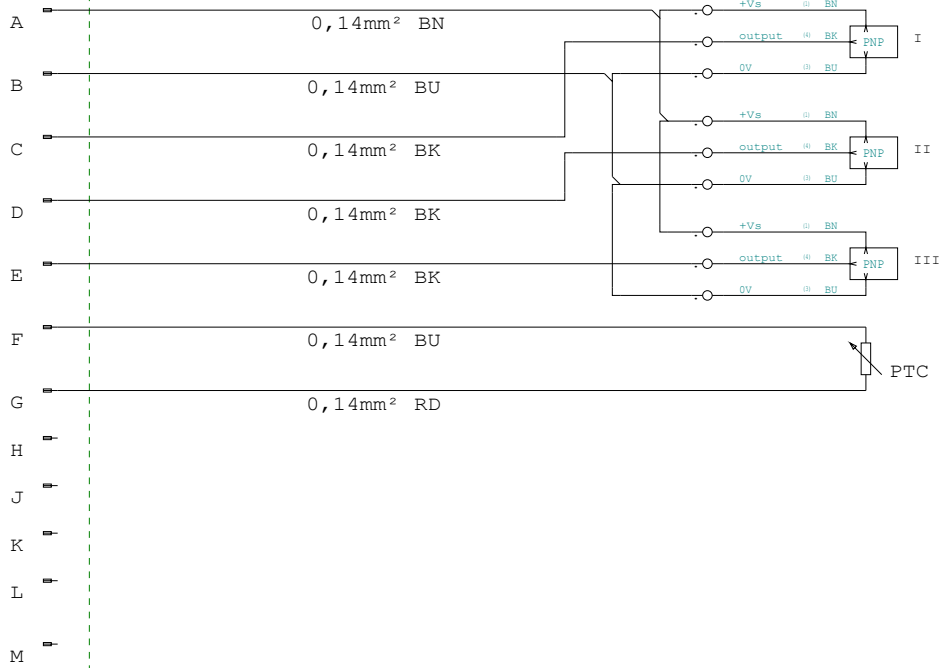 +Vs (1) BN
A 0,14mm² BN
output (4) BK PNP I
B 0V (3) BU
0,14mm² BU
+Vs (1) BN
C 0,14mm² BK output (4) BK PNP II
0V (3) BU
D 0,14mm² BK
+Vs (1) BN
output (4) BK PNP III
E 0,14mm² BK
0V (3) BU
F 0,14mm² BU
PTC
G 0,14mm² RD
H
J
K
L
M